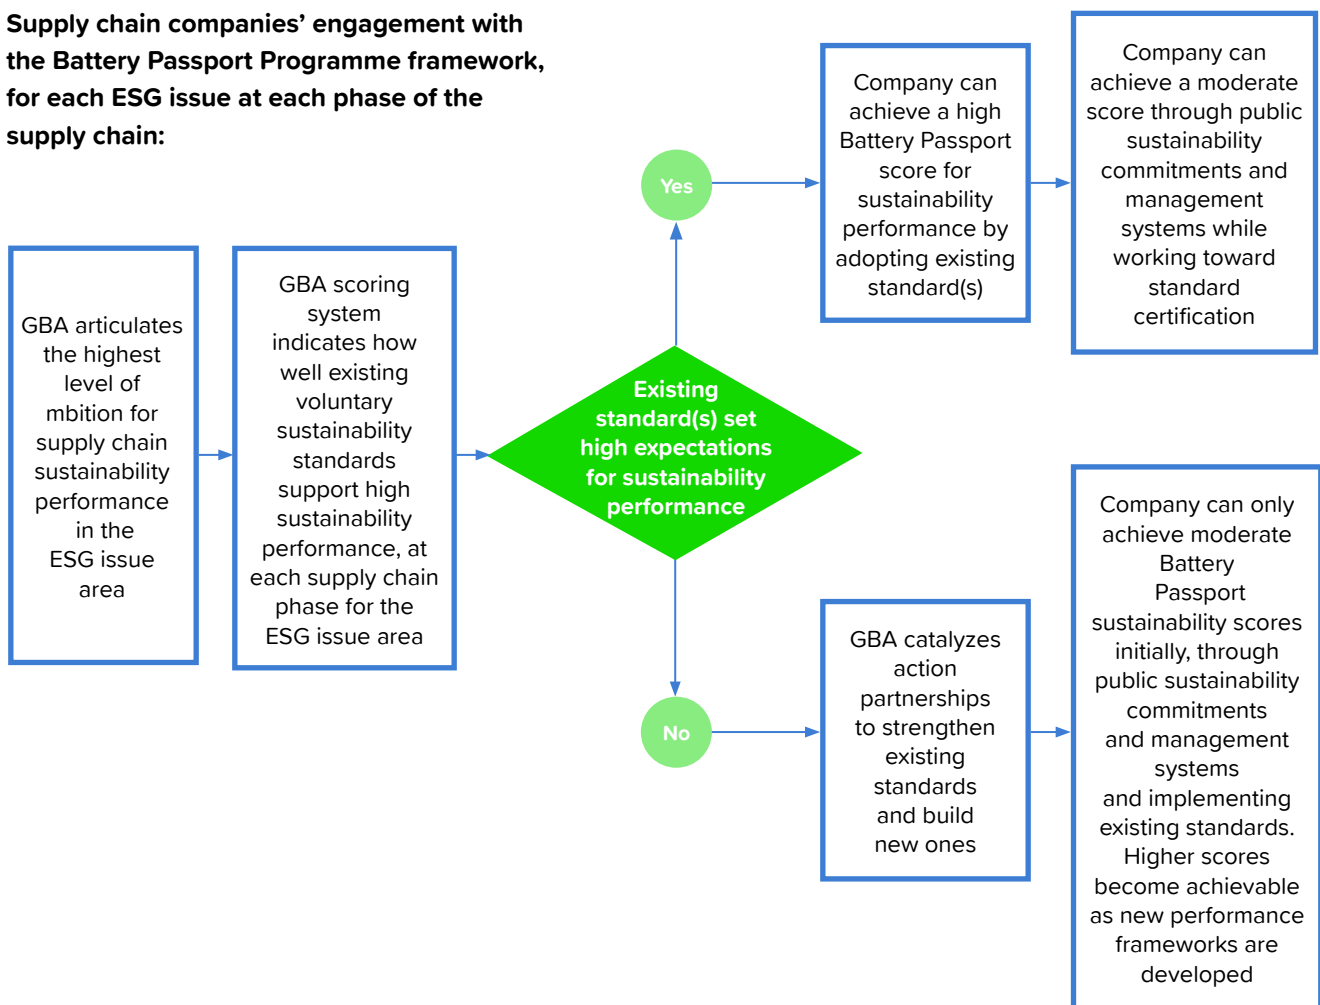 Supply chain companies’ engagement with
the Battery Passport Programme framework,
for each ESG issue at each phase of the
supply chain:
GBA articulates
the highest
level of
mbition for
supply chain
sustainability
performance
in the
ESG issue
area
GBA scoring
system
indicates how
well existing
voluntary
sustainability
standards
support high
sustainability
performance, at
each supply chain
phase for the
ESG issue area
Existing
standard(s) set
high expectations
for sustainability
performance
Yes
Company can
achieve a high
Battery Passport
score for
sustainability
performance by
adopting existing
standard(s)
Company can
achieve a moderate
score through public
sustainability
commitments and
management
systems while
working toward
standard
certification
No
GBA catalyzes
action
partnerships
to strengthen
existing
standards
and build
new ones
Company can only
achieve moderate
Battery
Passport
sustainability scores
initially, through
public sustainability
commitments
and management
systems
and implementing
existing standards.
Higher scores
become achievable
as new performance
frameworks are
developed